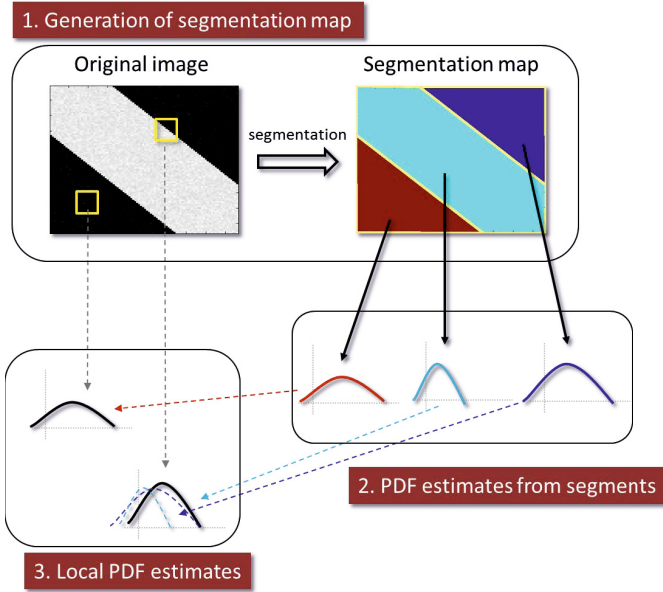 1. Generation of segmentation map
Original image
Segmentation map
segmentation
2. PDF estimates from segments
3. Local PDF estimates